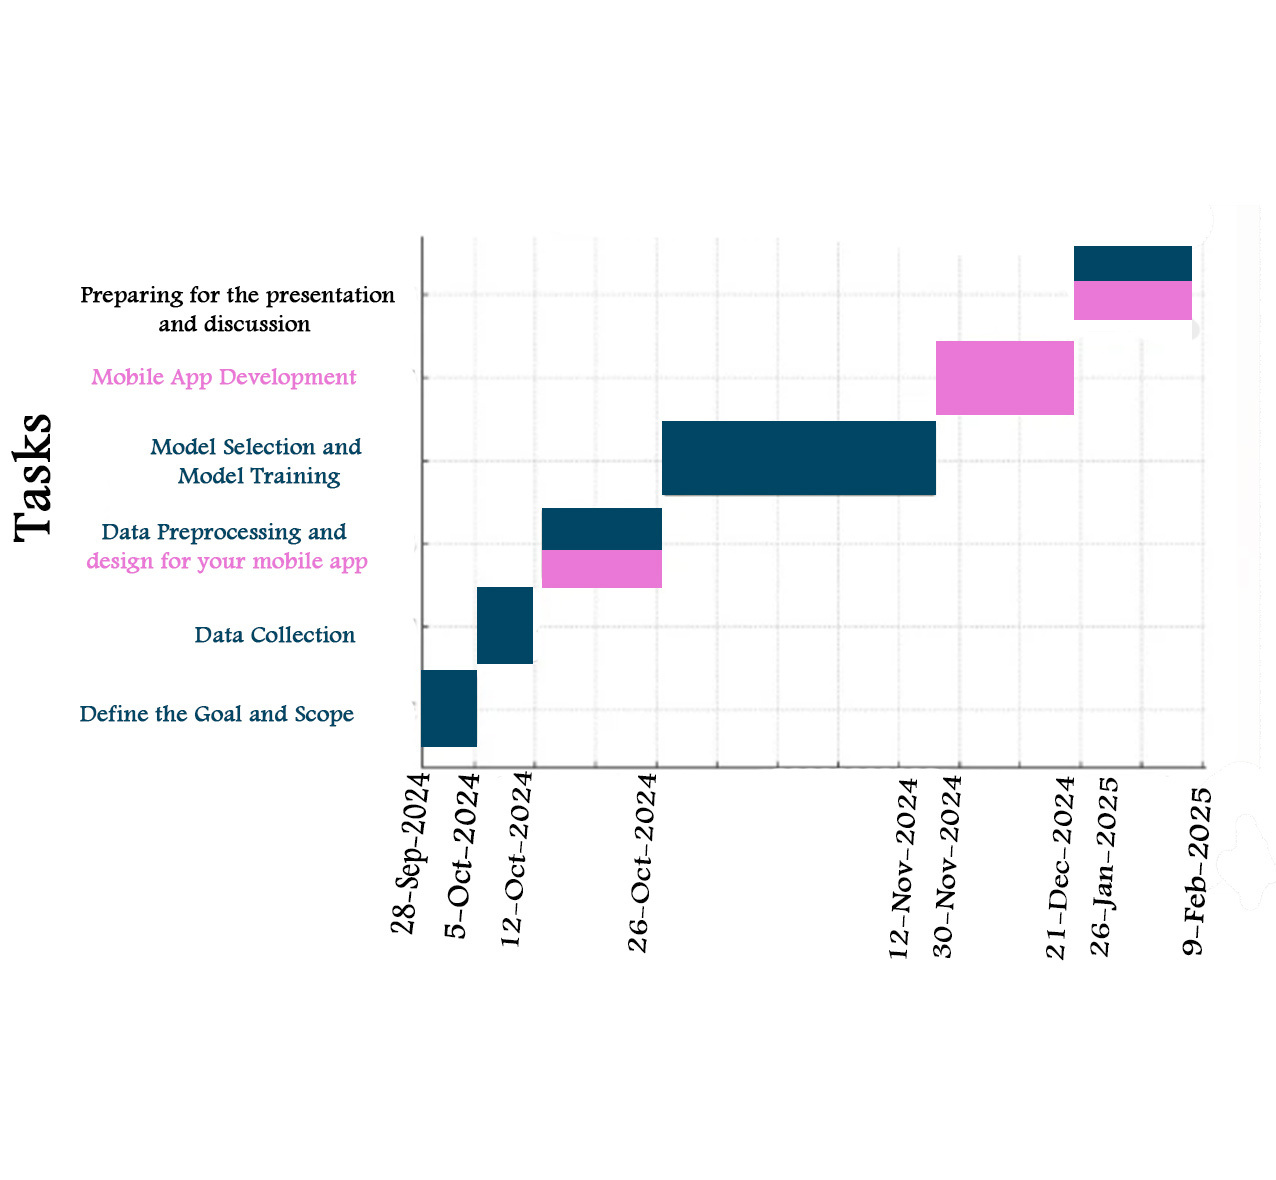 Tasks
Preparing for the presentation
and discussion
Mobile App Development
Model Selection and
Model Training
Data Preprocessing and
design for your mobile app
Data Collection
Define the Goal and Scope
28-Sep-2024
5-Oct-2024
12-Oct-2024
26-Oct-2024
12-Nov-2024
30-Nov-2024
21-Dec-2024
26-Jan-2025
9-Feb-2025